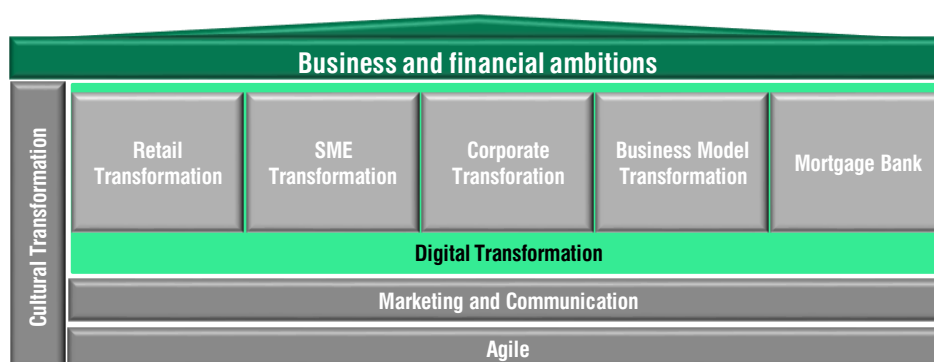 Business and financial ambitions
Cultural Transformation
Retail
Transformation
SME
Transformation
Corporate
Transforation
Business Model
Transformation
Mortgage Bank
Digital Transformation
Marketing and Communication
Agile